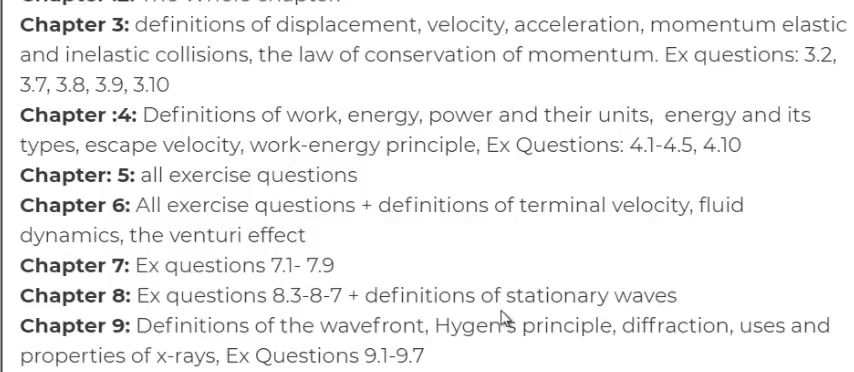 Chapter 3: definitions of displacement, velocity, acceleration, momentum elastic
and inelastic collisions, the law of conservation of momentum. Ex questions: 3.2,
3.7, 3.8, 3.9, 3.10
Chapter :4: Definitions of work, energy, power and their units, energy and its
types, escape velocity, work-energy principle, Ex Questions: 4.1-4.5, 4.10
Chapter: 5: all exercise questions
Chapter 6: All exercise questions + definitions of terminal velocity, fluid
dynamics, the venturi effect
Chapter 7: Ex questions 7.1- 7.9
Chapter 8: Ex questions 8.3-8-7 + definitions of stationary waves
Chapter 9: Definitions of the wavefront, Hygen's principle, diffraction, uses and
properties of x-rays, Ex Questions 9.1-9.7